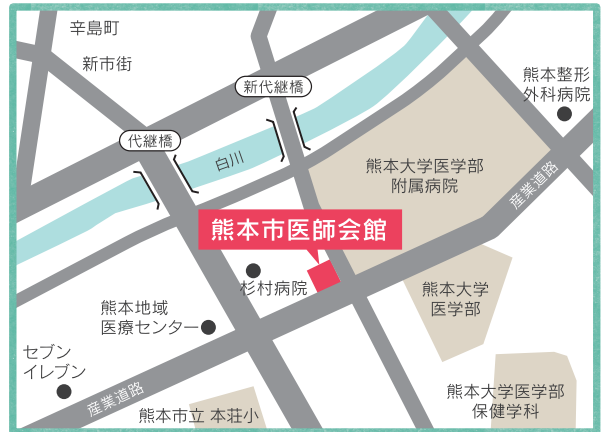 辛島町
新市街
新代継橋
熊本整形
外科病院
代継橋
白川
熊本大学医学部
附属病院
産業道路
熊本市医師会館
杉村病院
熊本大学
医学部
熊本地域
医療センター
セブン
イレブン
産業道路
熊本市立 本荘小
熊本大学医学部
保健学科